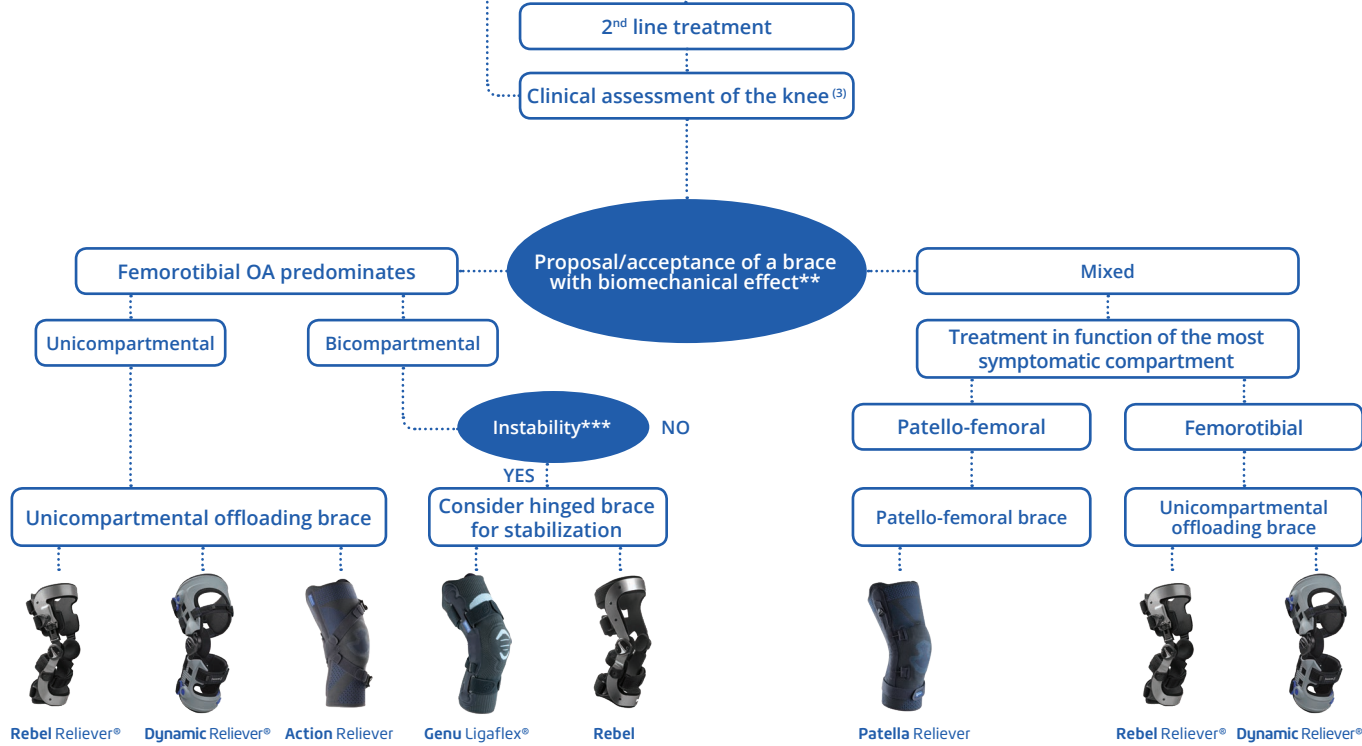 2nd line treatment
Clinical assessment of the knee (3)
Proposal/acceptance of a brace
with biomechanical effect**
Femorotibial OA predominates
Mixed
Unicompartmental
Bicompartmental
Treatment in function of the most
symptomatic compartment
Instability***
NO
YES
Patello-femoral
Femorotibial
Unicompartmental offloading brace
Consider hinged brace
for stabilization
Patello-femoral brace
Unicompartmental
offloading brace
Rebel Reliever®
Dynamic Reliever®
Action Reliever
Genu Ligaflex®
Rebel
Patella Reliever
Rebel Reliever®
Dynamic Reliever®